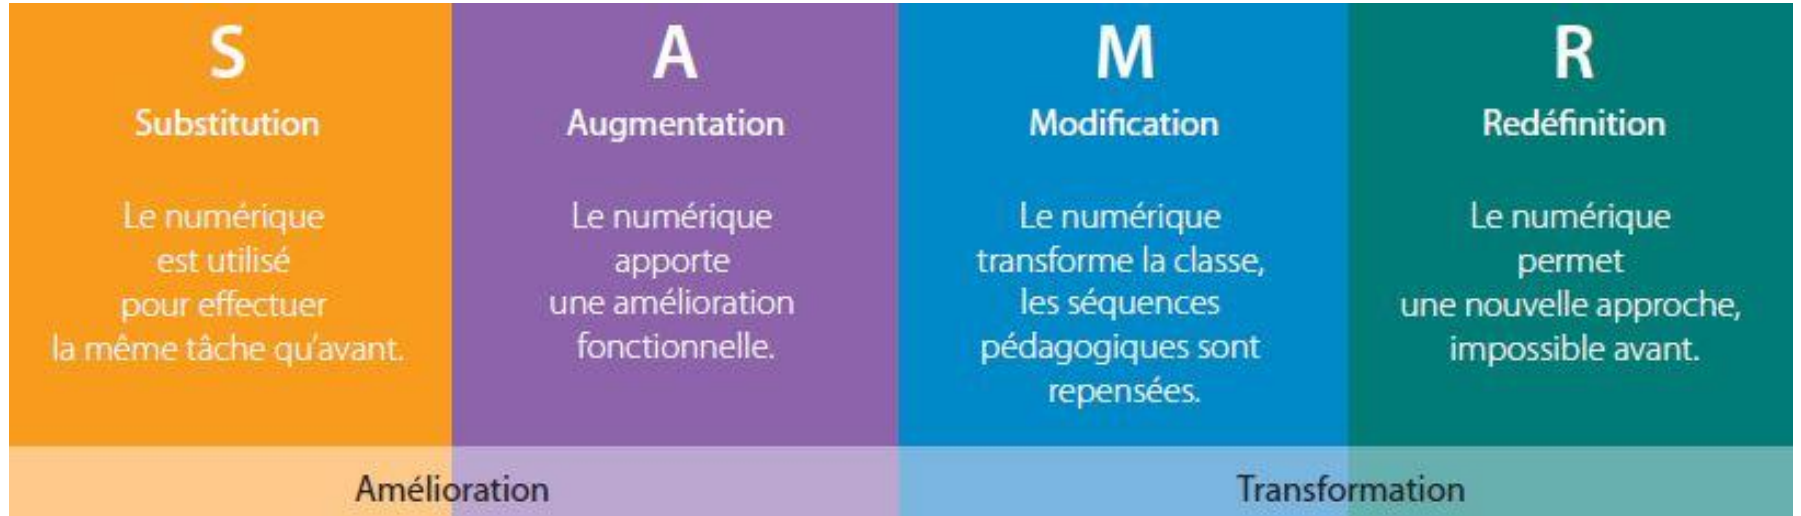 S
Substitution
Le numérique
est utilisé
pour effectuer
la même tâche qu'avant.
A
Augmentation
Le numérique
apporte
une amélioration
fonctionnelle.
M
Modification
Le numérique
transforme la classe,
les séquences
pédagogiques sont
repensées.
R
Redéfinition
Le numérique
permet
une nouvelle approche,
impossible avant.
Amélioration
Transformation